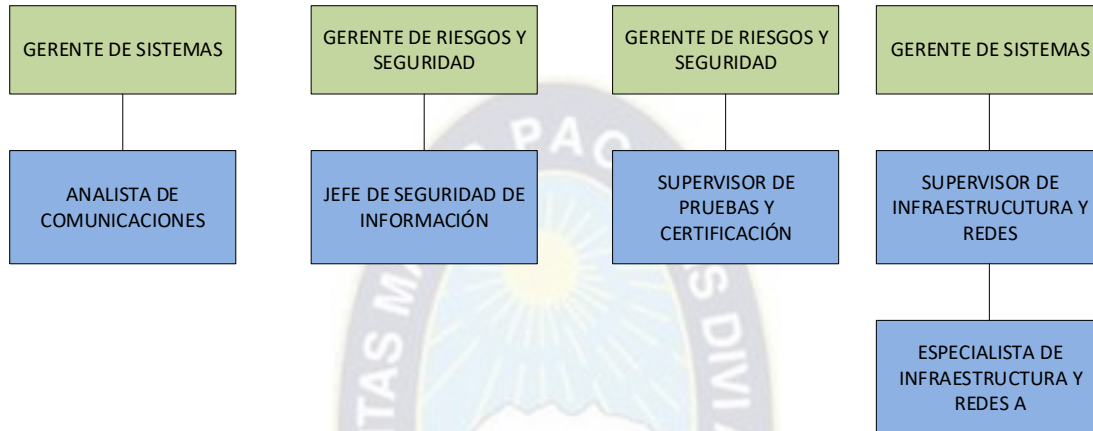 GERENTE DE SISTEMAS
GERENTE DE RIESGOS Y
SEGURIDAD
GERENTE DE RIESGOS Y
SEGURIDAD
GERENTE DE SISTEMAS
ANALISTA DE
COMUNICACIONES
JEFE DE SEGURIDAD DE
INFORMACIÓN
SUPERVISOR DE
PRUEBAS Y
CERTIFICACIÓN
SUPERVISOR DE
INFRAESTRUCUTURA Y
REDES
ESPECIALISTA DE
INFRAESTRUCTURA Y
REDES A